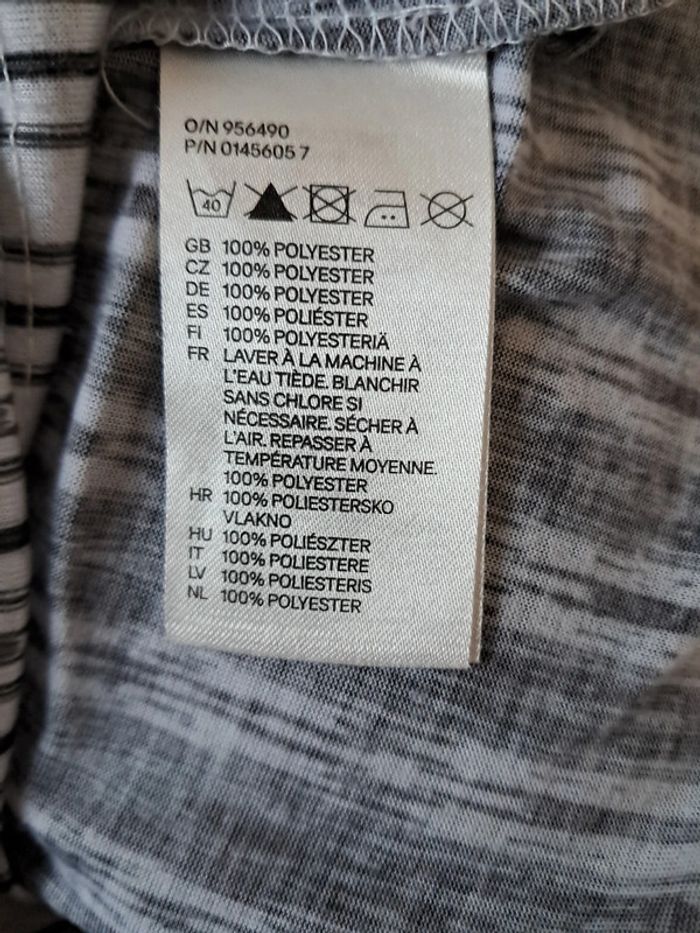 O/N 956490
P/N 0145605 7
40
GB 100% POLYESTER
CZ 100% POLYESTER
DE 100% POLYESTER
ES 100% POLIÉSTER
FI 100% POLYESTERIÄ
FR LAVER À LA MACHINE À
L'EAU TIÈDE. BLANCHIR
SANS CHLORE SI
NÉCESSAIRE. SÉCHER À
L'AIR. REPASSER À
TEMPÉRATURE MOYENNE.
100% POLYESTER
HR 100% POLIESTERSKO
VLAKNO
HU 100% POLIÉSZTER
IT 100% POLIESTERE
LV 100% POLIESTERIS
NL 100% POLYESTER